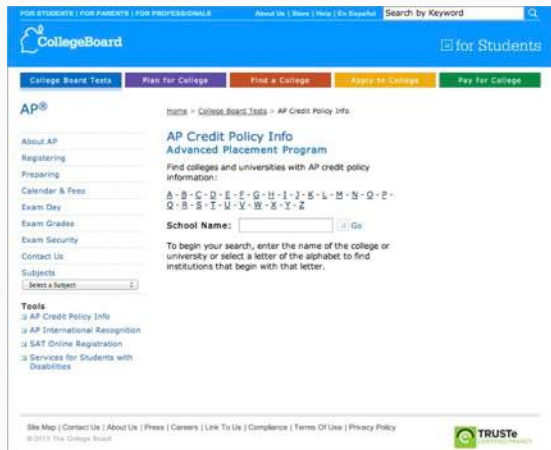 FOR STUDENTS | FOR PARENTS | FOR PROFESSIONALS
About Us | Store | Help | En Español
Search by Keyword
CollegeBoard
for Students
College Board Tests
Plan for College
Find a College
Apply to College
Pay for College
AP®
Home > College Board Tests > AP Credit Policy Info
AP Credit Policy Info
Advanced Placement Program
Find colleges and universities with AP credit policy
information:
A - B - C - D - E - F - G - H - I - J - K - L - M - N - O - P -
Q - R - S - T - U - V - W - X - Y - Z
School Name:
Go
To begin your search, enter the name of the college or
university or select a letter of the alphabet to find
institutions that begin with that letter.
About AP
Registering
Preparing
Calendar & Fees
Exam Day
Exam Grades
Exam Security
Contact Us
Subjects
Select a Subject
Tools
AP Credit Policy Info
AP International Recognition
SAT Online Registration
Services for Students with
Disabilities
Site Map | Contact Us | About Us | Press | Careers | Link To Us | Compliance | Terms Of Use | Privacy Policy
© 2013 The College Board
TRUSTe
CERTIFIED PRIVACY